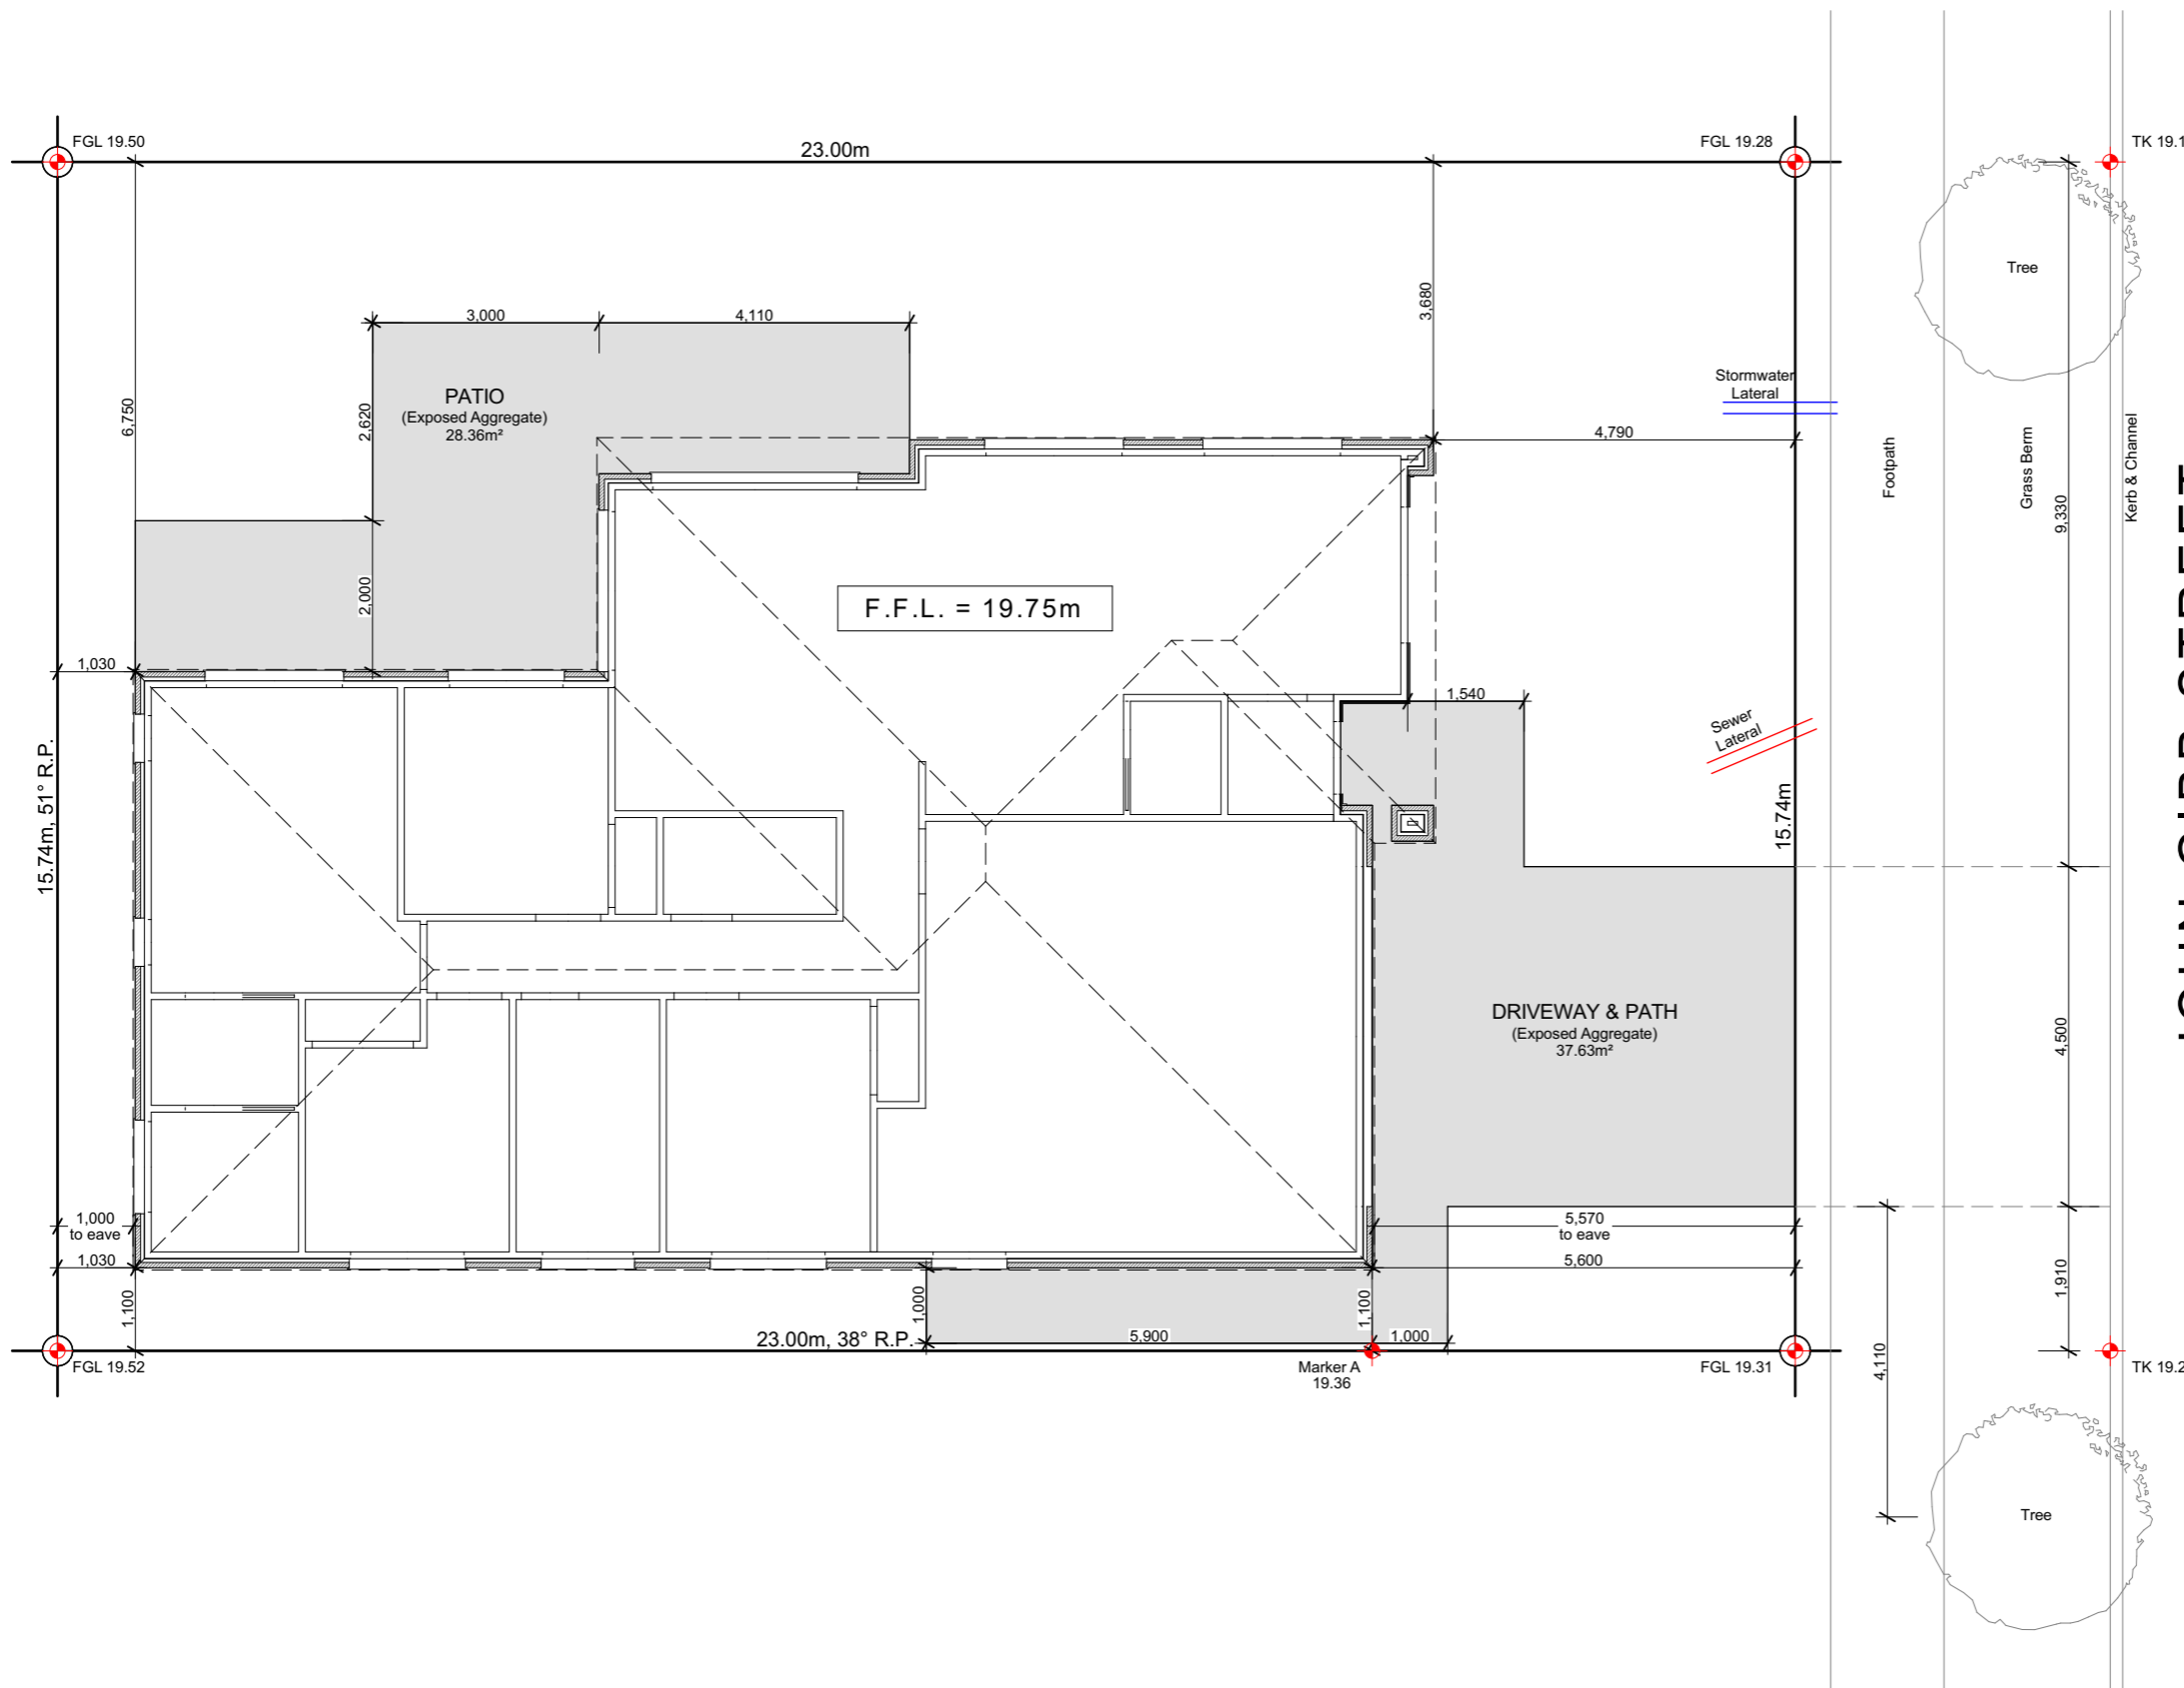 FGL 19.50
23.00m
FGL 19.28
TK 19.1
Tree
3,000
4,110
3,680
Stormwater
Lateral
PATIO
(Exposed Aggregate)
28.36m²
6,750
2,620
4,790
Footpath
Grass Berm
Kerb & Channel
9,330
2,000
F.F.L. = 19.75m
1,030
1,540
Sewer
Lateral
15.74m, 51° R.P.
15.74m
DRIVEWAY & PATH
(Exposed Aggregate)
37.63m²
4,500
1,000
to eave
5,570
to eave
1,030
5,600
1,100
1,000
1,100
1,910
23.00m, 38° R.P.
5,900
1,000
FGL 19.52
Marker A
19.36
FGL 19.31
TK 19.2
4,110
Tree